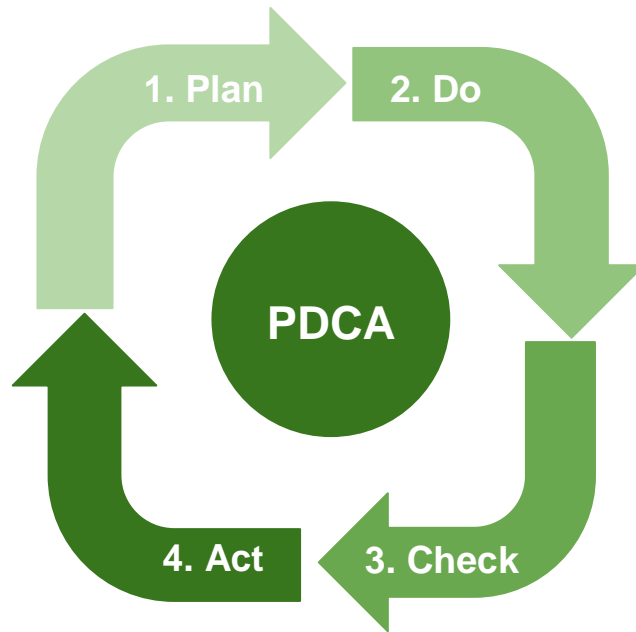 1. Plan
2. Do
PDCA
4. Act
3. Check